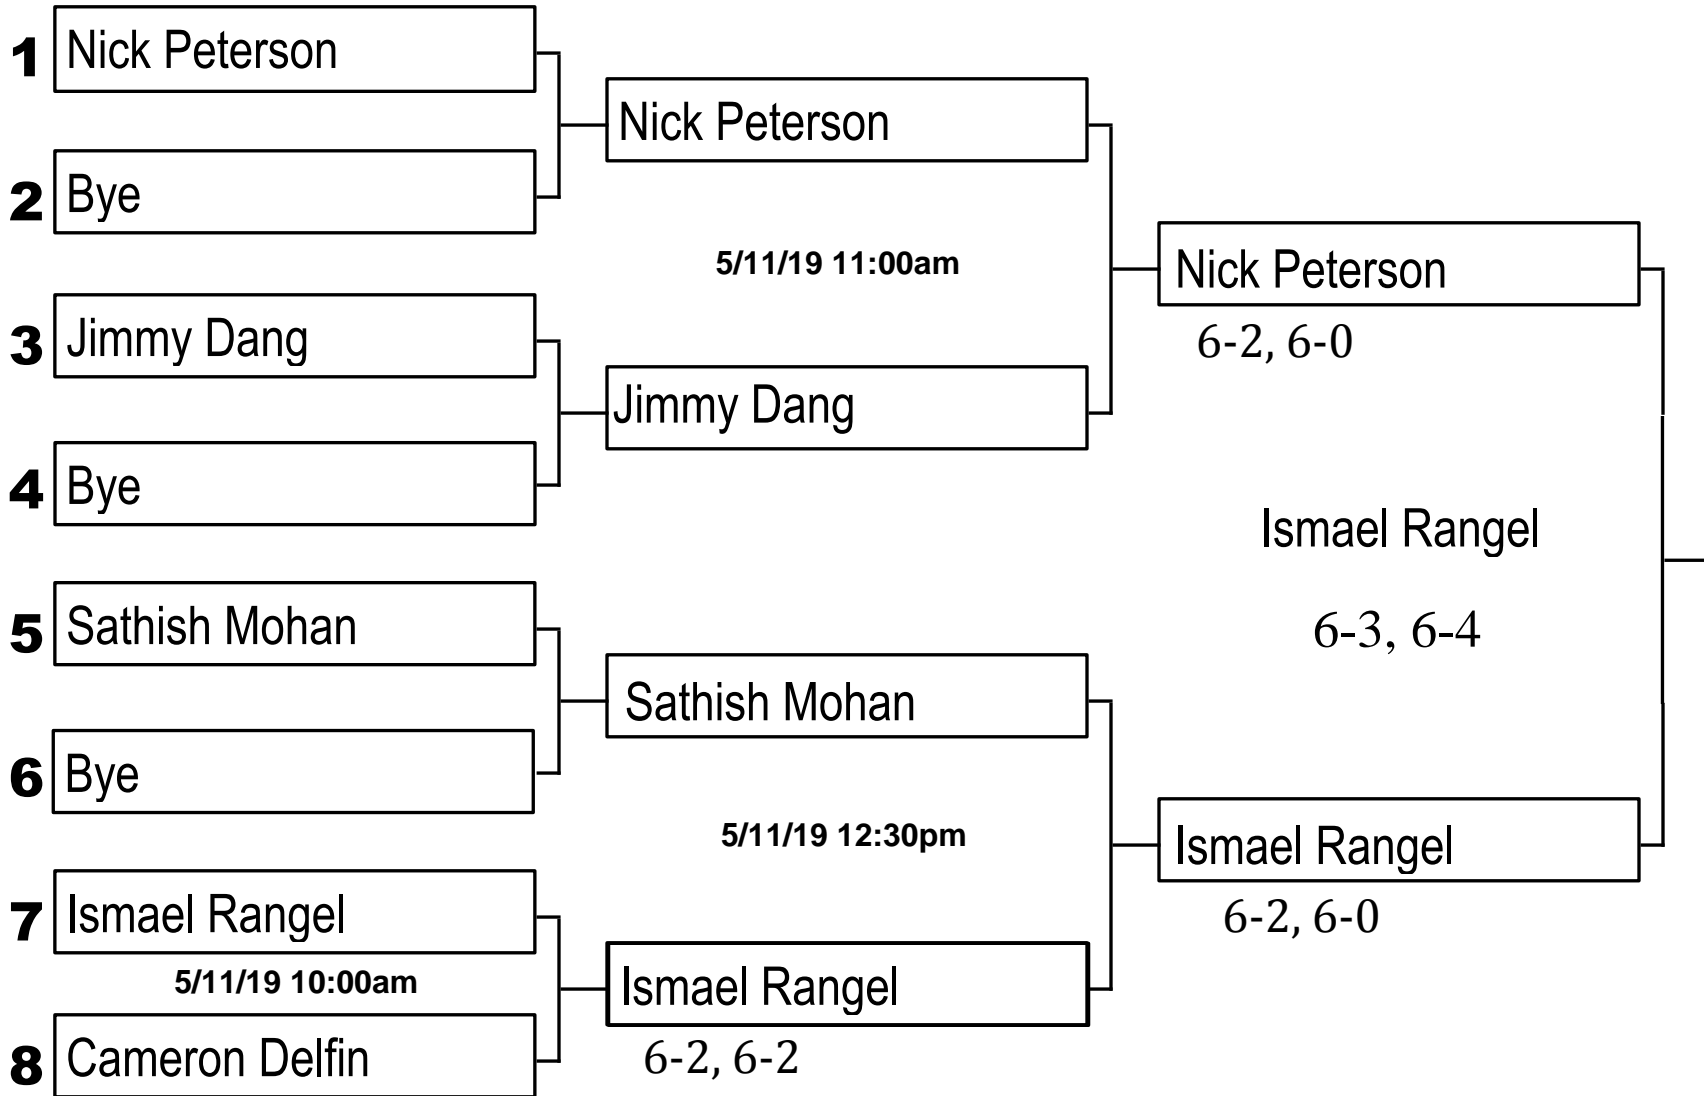 1 Nick Peterson
2 Bye
3 Jimmy Dang
4 Bye
5 Sathish Mohan
6 Bye
7 Ismael Rangel
5/11/19 10:00am
8 Cameron Delfin
Nick Peterson
5/11/19 11:00am
Jimmy Dang
Sathish Mohan
5/11/19 12:30pm
Ismael Rangel
6-2, 6-2
Nick Peterson
6-2, 6-0
Ismael Rangel
6-3, 6-4
Ismael Rangel
6-2, 6-0